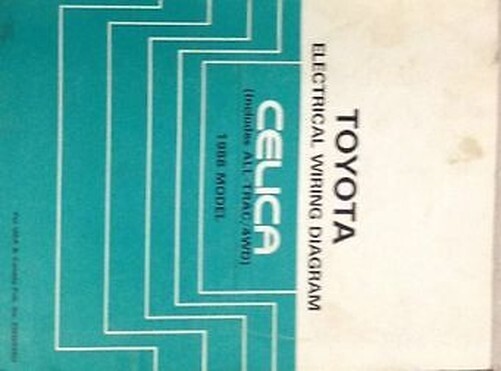 TOYOTA
ELECTRICAL WIRING DIAGRAM
CELICA
(Includes ALL-TRAC/4WD)
1988 MODEL